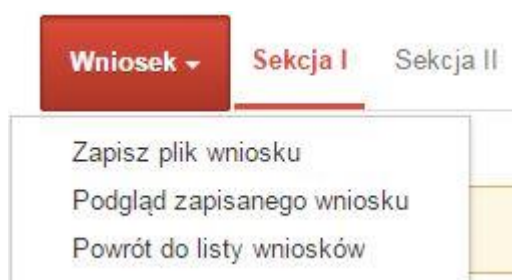 Wniosek Sekcja I Sekcja II
Zapisz plik wniosku
Podgląd zapisanego wniosku
Powrót do listy wniosków